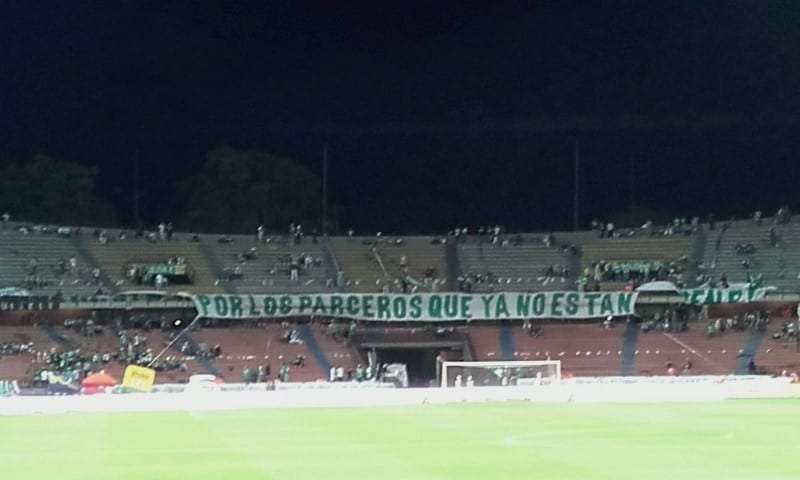 POR LOS PARCEROS QUE YA NO ESTAN